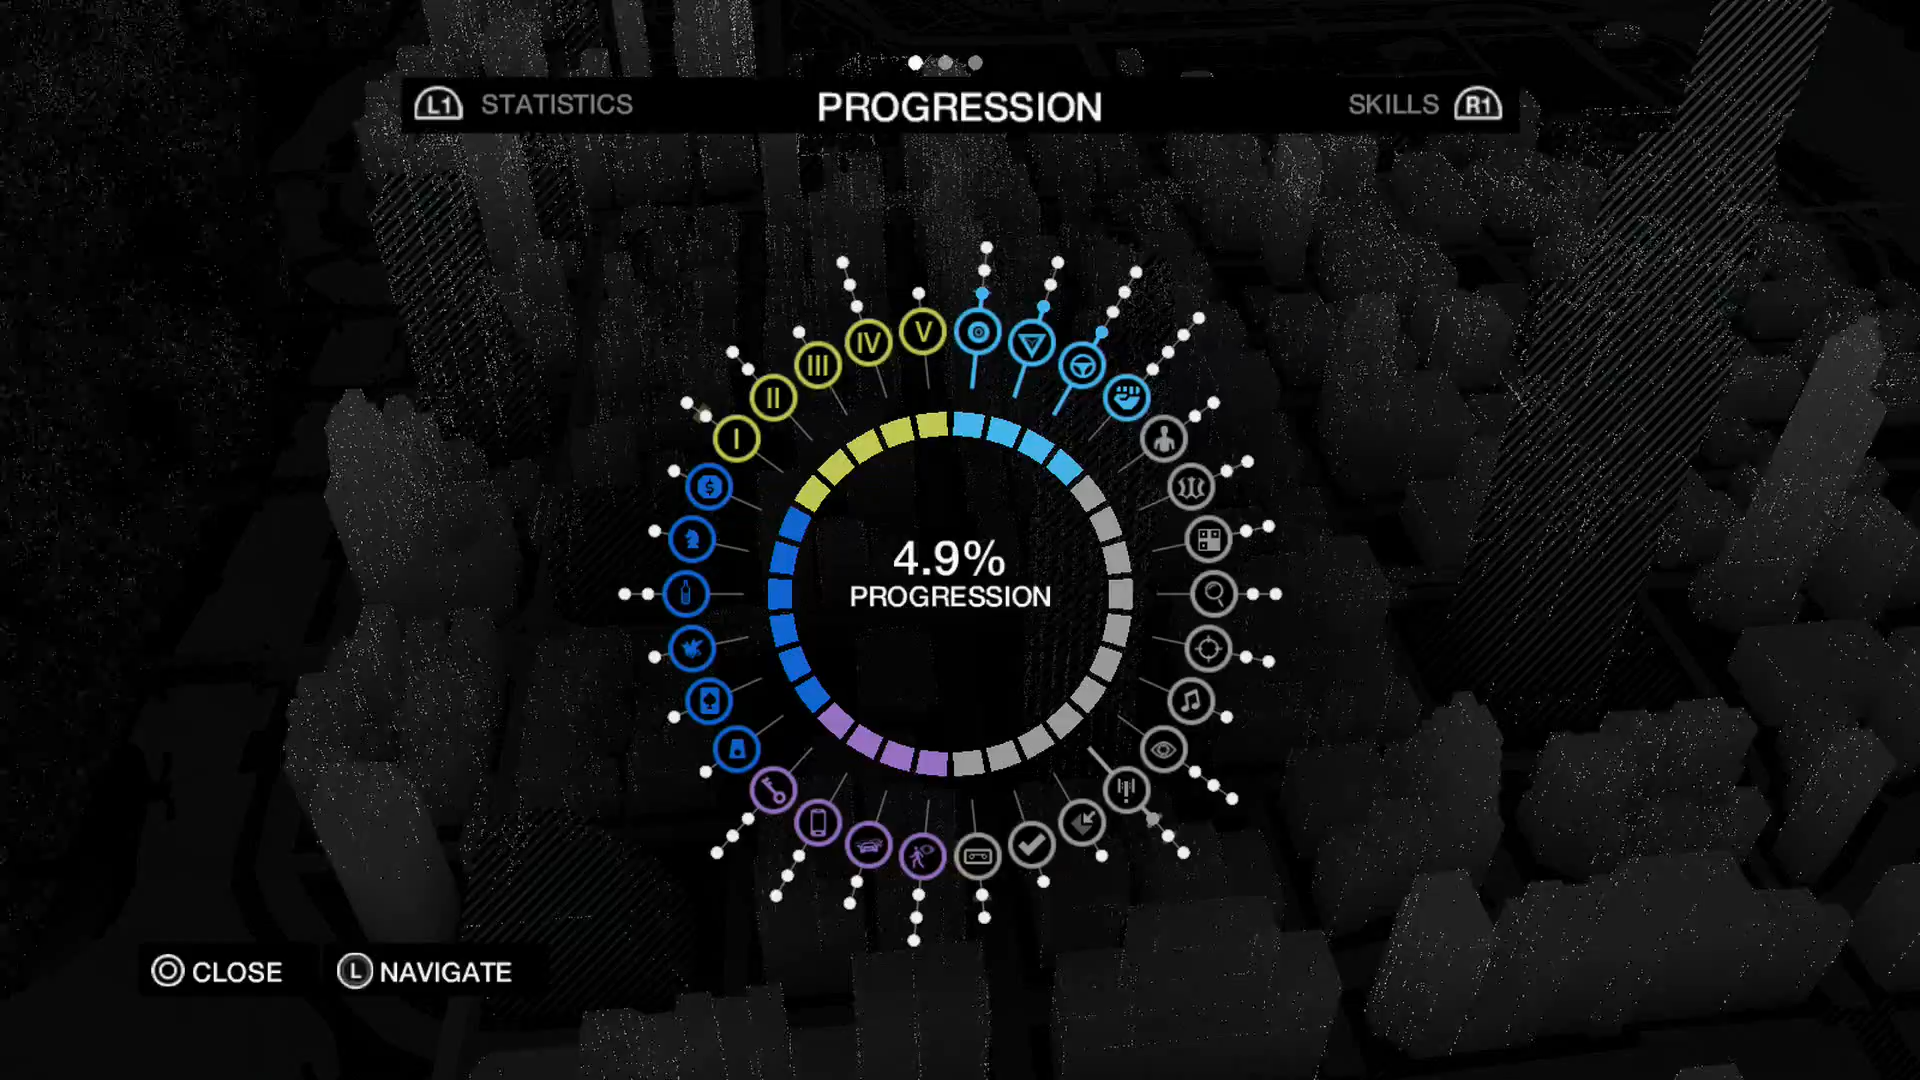 L1 STATISTICS PROGRESSION SKILLS R1
I II III IV V
$
4.9%
PROGRESSION
CLOSE L NAVIGATE